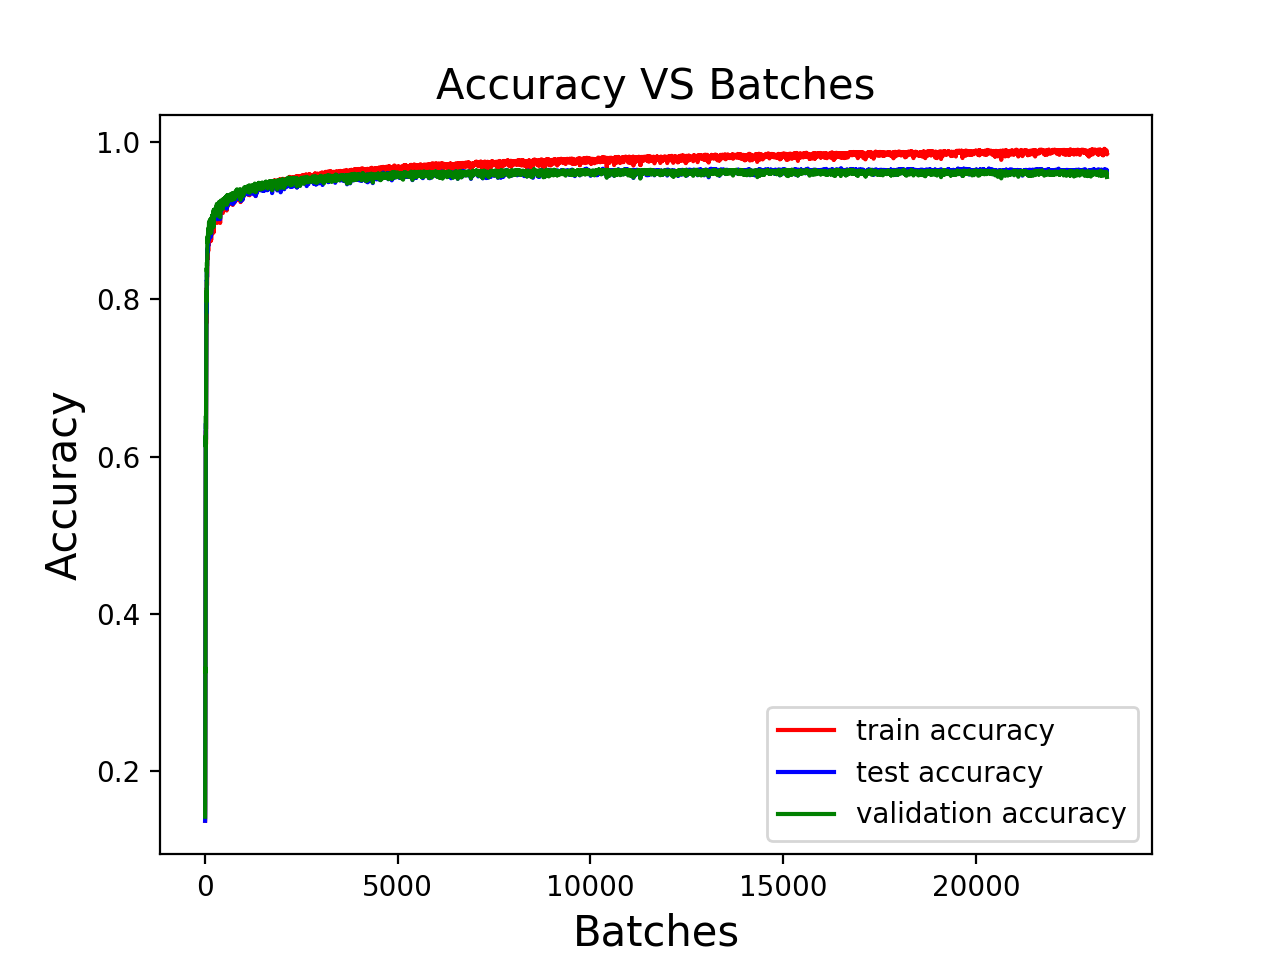 Accuracy VS Batches
1.0
0.8
0.6
0.4
0.2
Accuracy
train accuracy
test accuracy
validation accuracy
0 5000 10000 15000 20000
Batches